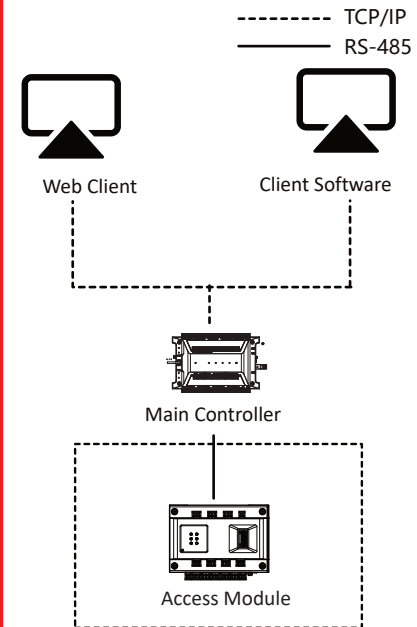 TCP/IP
RS-485
Web Client
Client Software
Main Controller
Access Module